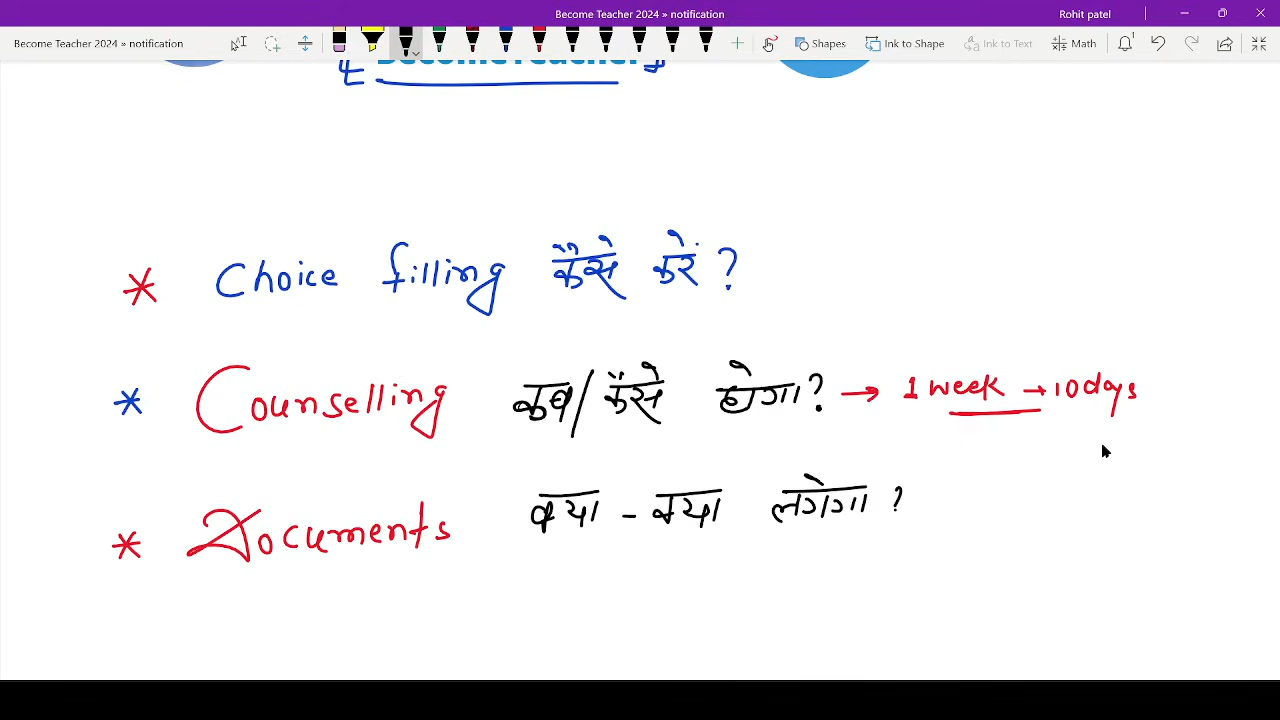 Become Teacher 2024 » notification
Rohit patel
Become Teacher 2024 » notification
Shapes
Ink to Shape
Ink to Text
Math
BecomeTeacher
* Choice filling कैसे करें ?
* Counselling कब/कैसे होगा? → 1 week → 10 days
* Documents क्या - क्या लगेगा ?